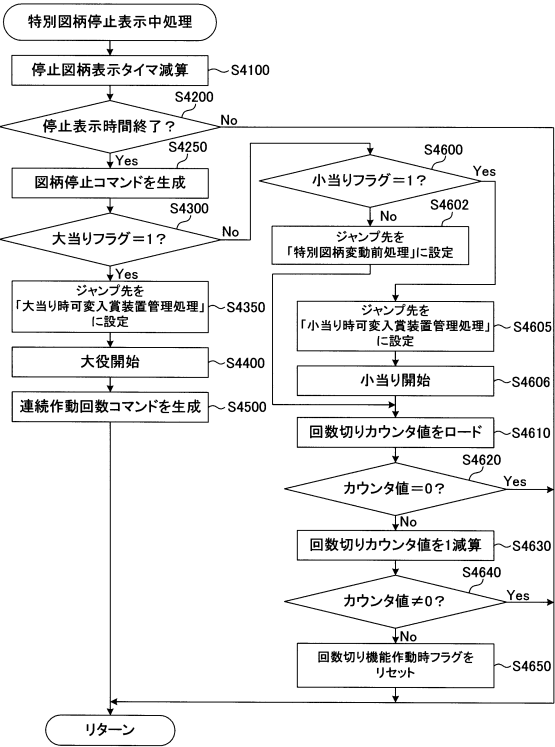 特別図柄停止表示中処理
停止図柄表示タイマ減算
S4100
S4200
停止表示時間終了？
No
Yes
S4250
図柄停止コマンドを生成
S4300
大当りフラグ＝1？
No
Yes
ジャンプ先を
「大当り時可変入賞装置管理処理」
に設定
S4350
大役開始
S4400
連続作動回数コマンドを生成
S4500
S4600
小当りフラグ＝1？
Yes
No
S4602
ジャンプ先を
「特別図柄変動前処理」に設定
ジャンプ先を
「小当り時可変入賞装置管理処理」
に設定
S4605
小当り開始
S4606
回数切りカウンタ値をロード
S4610
S4620
カウンタ値＝0？
Yes
No
回数切りカウンタ値を1減算
S4630
S4640
カウンタ値≠0？
Yes
No
回数切り機能作動時フラグを
リセット
S4650
リターン